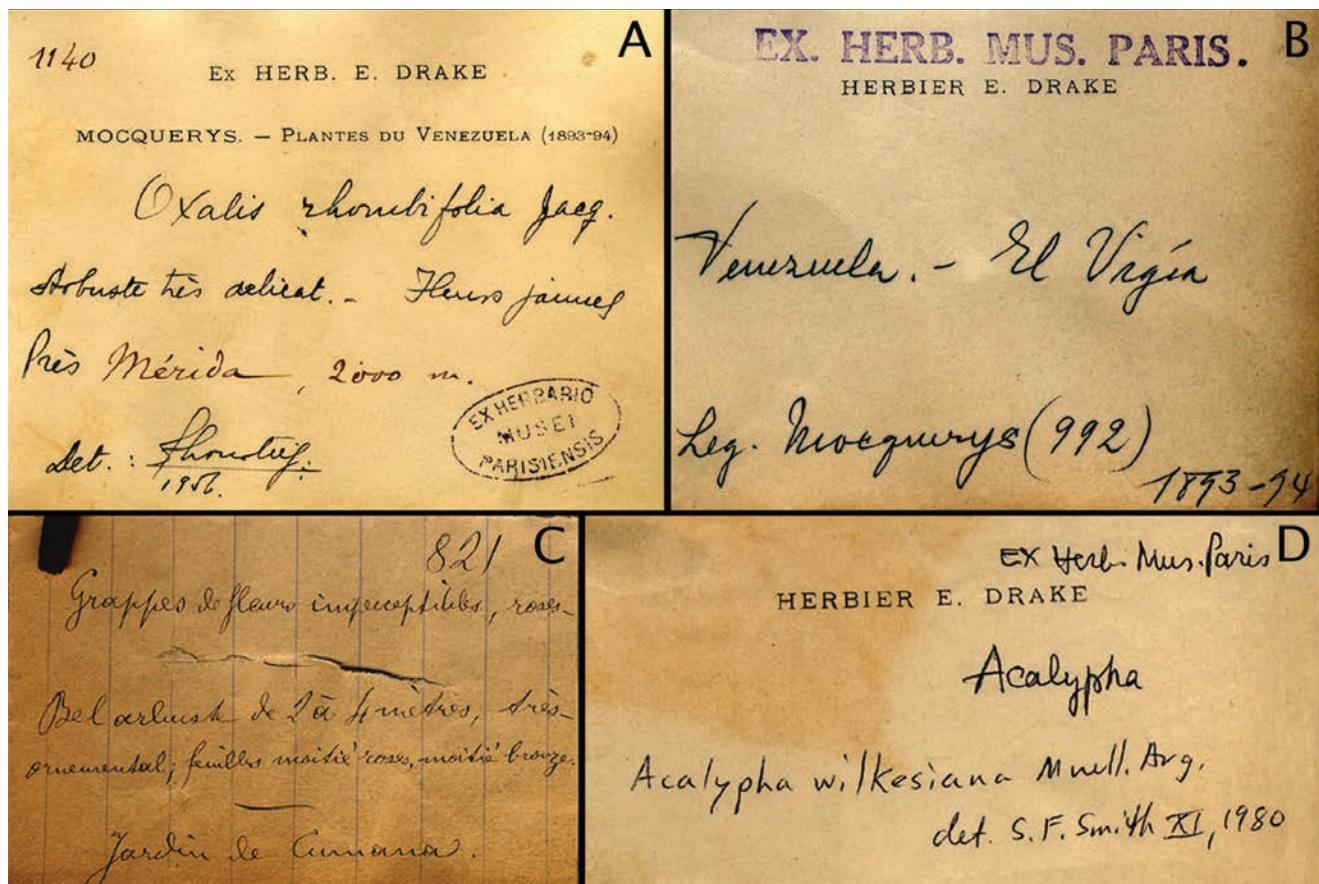 A
1140
Ex HERB. E. DRAKE
MOCQUERYS. — PLANTES DU VENEZUELA (1893-94)
Oxalis rhombifolia Jacq.
Arbuste très délicat. - Fleurs jaunes
Près Mérida, 2000 m.
EX HERBARIO
MUSEI
PARISIENSIS
Det. :
1956.
B
EX. HERB. MUS. PARIS.
HERBIER E. DRAKE
Venezuela. - El Vigía
Leg. Mocquerys (992)
1893-94
C
821
Grappes de fleurs imperceptibles, roses-
Bel arbuste de 2 à 4 mètres, très-
ornemental; feuilles moitié roses, moitié bronze.
Jardin de Cumana.
D
EX Herb. Mus. Paris
HERBIER E. DRAKE
Acalypha
Acalypha wilkesiana Muell. Arg.
det. S. F. Smith XI, 1980